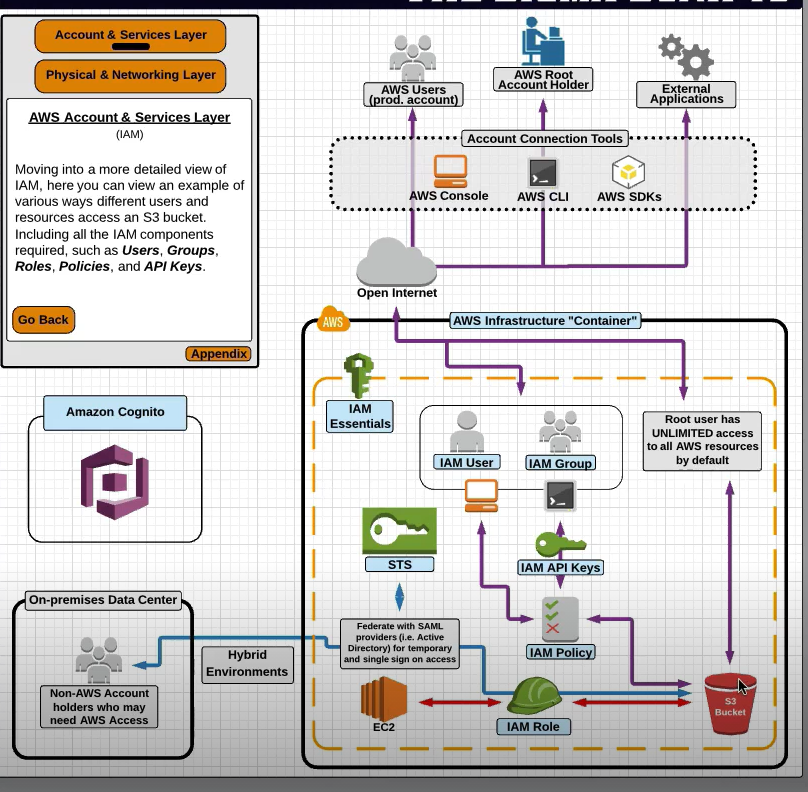 Account & Services Layer
Physical & Networking Layer
AWS Account & Services Layer
(IAM)
Moving into a more detailed view of
IAM, here you can view an example of
various ways different users and
resources access an S3 bucket.
Including all the IAM components
required, such as Users, Groups,
Roles, Policies, and API Keys.
Go Back
Appendix
AWS Users
(prod. account)
AWS Root
Account Holder
External
Applications
Account Connection Tools
AWS Console
AWS CLI
AWS SDKs
Open Internet
AWS
AWS Infrastructure "Container"
IAM
Essentials
IAM User
IAM Group
Root user has
UNLIMITED access
to all AWS resources
by default
Amazon Cognito
STS
IAM API Keys
Federate with SAML
providers (i.e. Active
Directory) for temporary
and single sign on access
IAM Policy
On-premises Data Center
Hybrid
Environments
Non-AWS Account
holders who may
need AWS Access
EC2
IAM Role
S3
Bucket